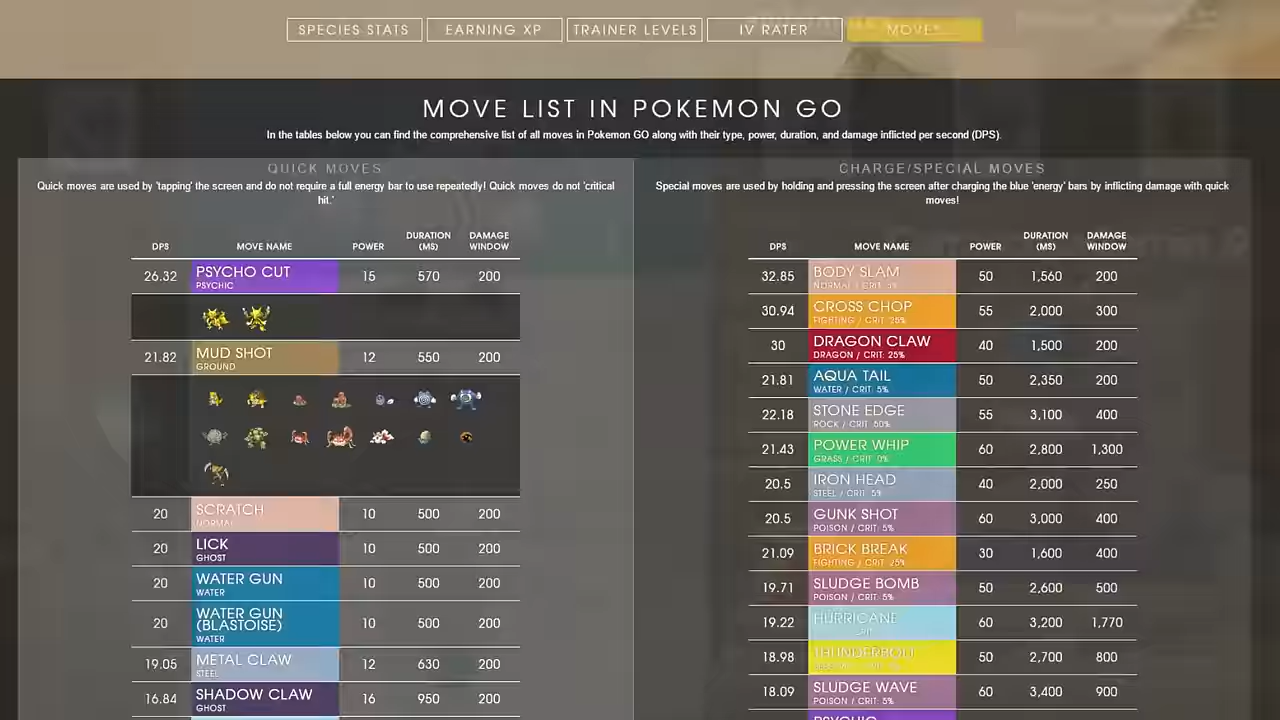 SPECIES STATS EARNING XP TRAINER LEVELS IV RATER
MOVE LIST IN POKEMON GO
In the tables below you can find the comprehensive list of all moves in Pokemon GO along with their type, power, duration, and damage inflicted per second (DPS).
QUICK MOVES
Quick moves are used by 'tapping' the screen and do not require a full energy bar to use repeatedly! Quick moves do not 'critical
hit.'
DPS MOVE NAME POWER DURATION (MS) DAMAGE WINDOW
26.32 PSYCHO CUT 15 570 200
PSYCHIC
21.82 MUD SHOT 12 550 200
GROUND
20 SCRATCH 10 500 200
NORMAL
20 LICK 10 500 200
GHOST
20 WATER GUN 10 500 200
WATER
20 WATER GUN (BLASTOISE) 10 500 200
WATER
19.05 METAL CLAW 12 630 200
STEEL
16.84 SHADOW CLAW 16 950 200
GHOST
CHARGE/SPECIAL MOVES
Special moves are used by holding and pressing the screen after charging the blue 'energy' bars by inflicting damage with quick
moves!
DPS MOVE NAME POWER DURATION (MS) DAMAGE WINDOW
32.85 BODY SLAM 50 1,560 200
NORMAL / CRIT: 5%
30.94 CROSS CHOP 55 2,000 300
FIGHTING / CRIT: 25%
30 DRAGON CLAW 40 1,500 200
DRAGON / CRIT: 25%
21.81 AQUA TAIL 50 2,350 200
WATER / CRIT: 5%
22.18 STONE EDGE 55 3,100 400
ROCK / CRIT: 50%
21.43 POWER WHIP 60 2,800 1,300
GRASS / CRIT: 0%
20.5 IRON HEAD 40 2,000 250
STEEL / CRIT: 5%
20.5 GUNK SHOT 60 3,000 400
POISON / CRIT: 5%
21.09 BRICK BREAK 30 1,600 400
FIGHTING / CRIT: 25%
19.71 SLUDGE BOMB 50 2,600 500
POISON / CRIT: 5%
19.22 HURRICANE 60 3,200 1,770
18.98 THUNDERBOLT 50 2,700 800
18.09 SLUDGE WAVE 60 3,400 900
POISON / CRIT: 5%
PSYCHIC